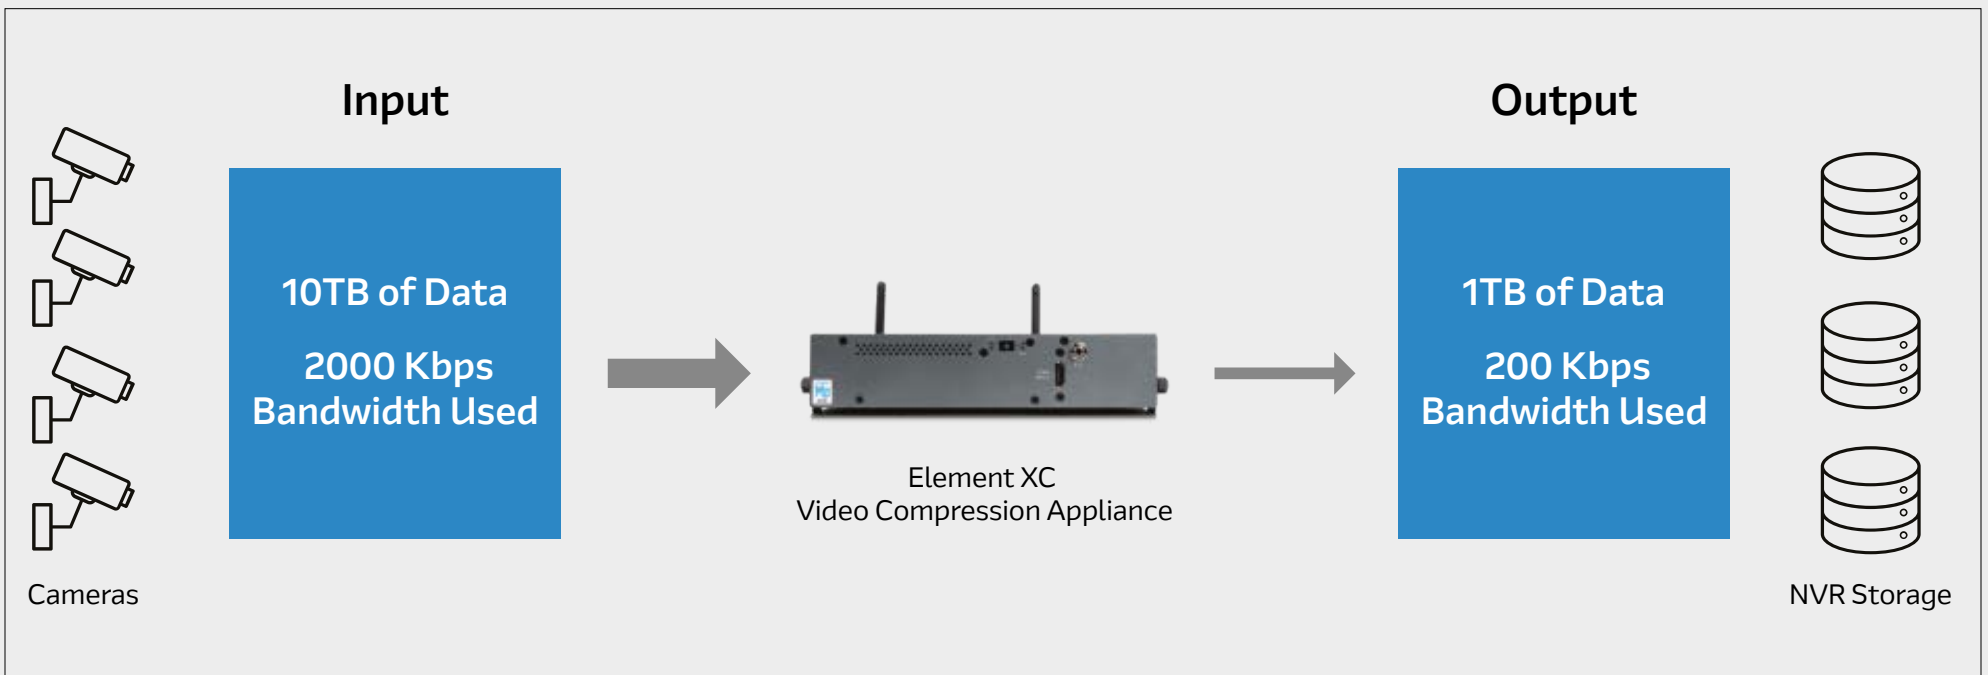 Input
Output
10TB of Data
2000 Kbps
Bandwidth Used
1TB of Data
200 Kbps
Bandwidth Used
Element XC
Video Compression Appliance
Cameras
NVR Storage